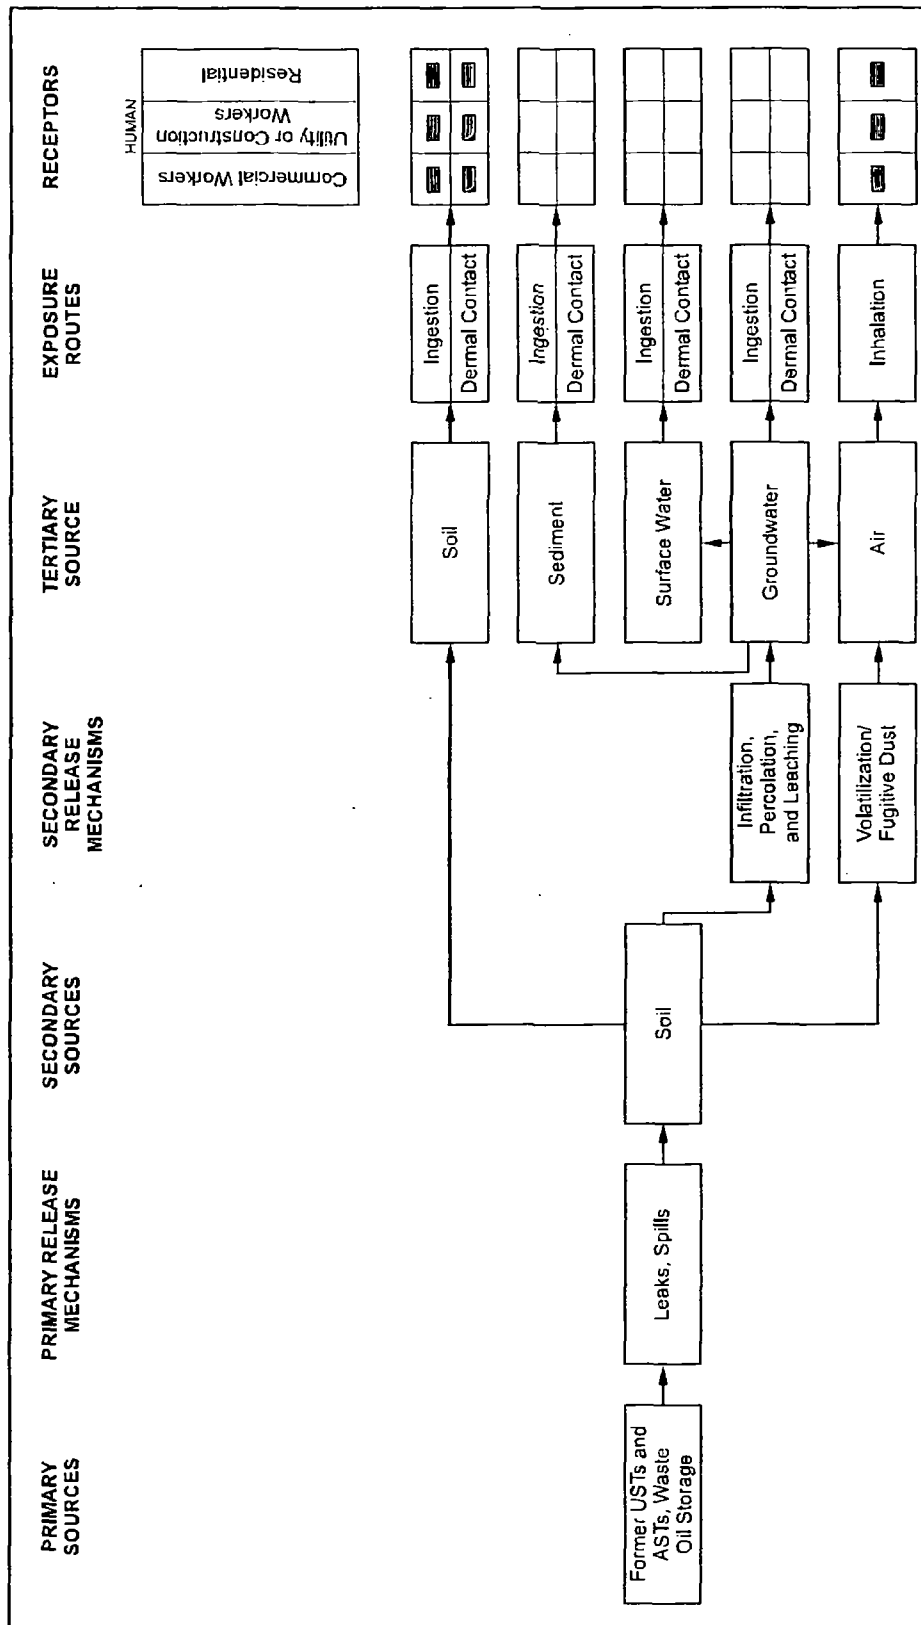 PRIMARY
SOURCES
PRIMARY RELEASE
MECHANISMS
SECONDARY
SOURCES
SECONDARY
RELEASE
MECHANISMS
TERTIARY
SOURCE
EXPOSURE
ROUTES
RECEPTORS
HUMAN
Commercial Workers
Utility or Construction
Workers
Residential
Former USTs and
ASTs, Waste
Oil Storage
Leaks, Spills
Soil
Infiltration,
Percolation,
and Leaching
Volatilization/
Fugitive Dust
Soil
Ingestion
Dermal Contact
Sediment
Ingestion
Dermal Contact
Surface Water
Ingestion
Dermal Contact
Groundwater
Ingestion
Dermal Contact
Air
Inhalation